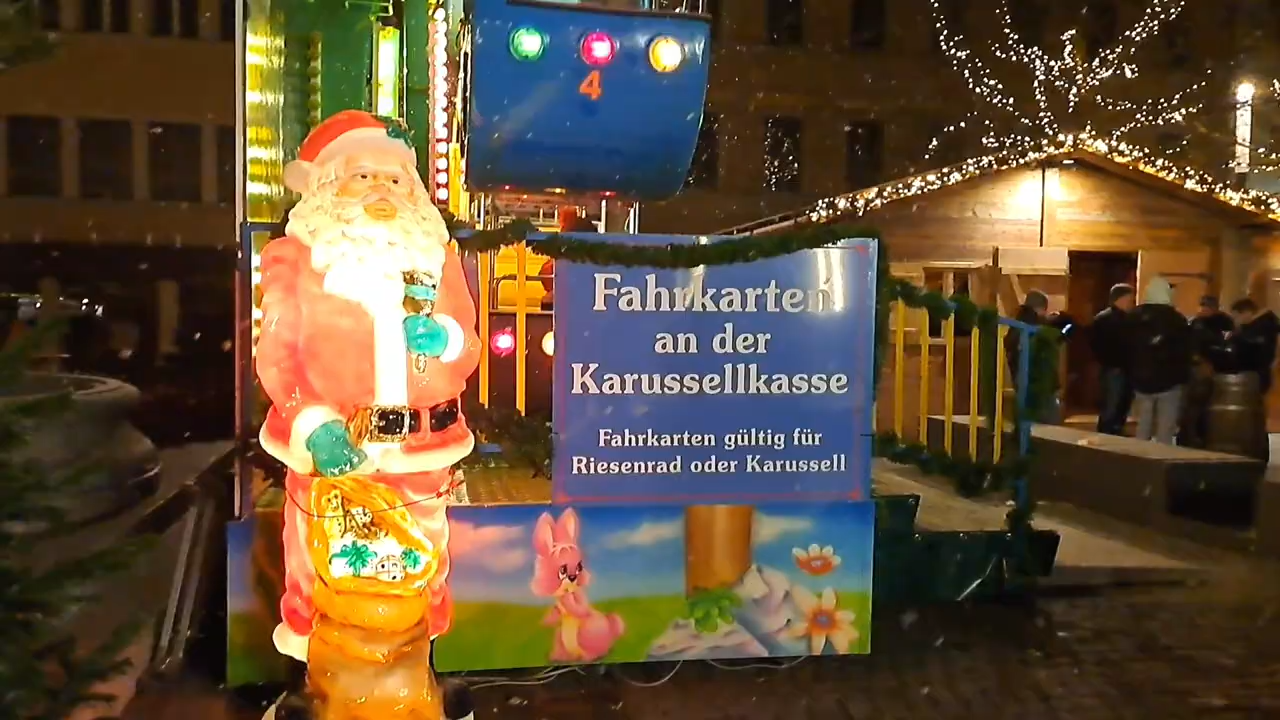 4
Fahrkarten
an der
Karussellkasse
Fahrkarten gültig für
Riesenrad oder Karussell